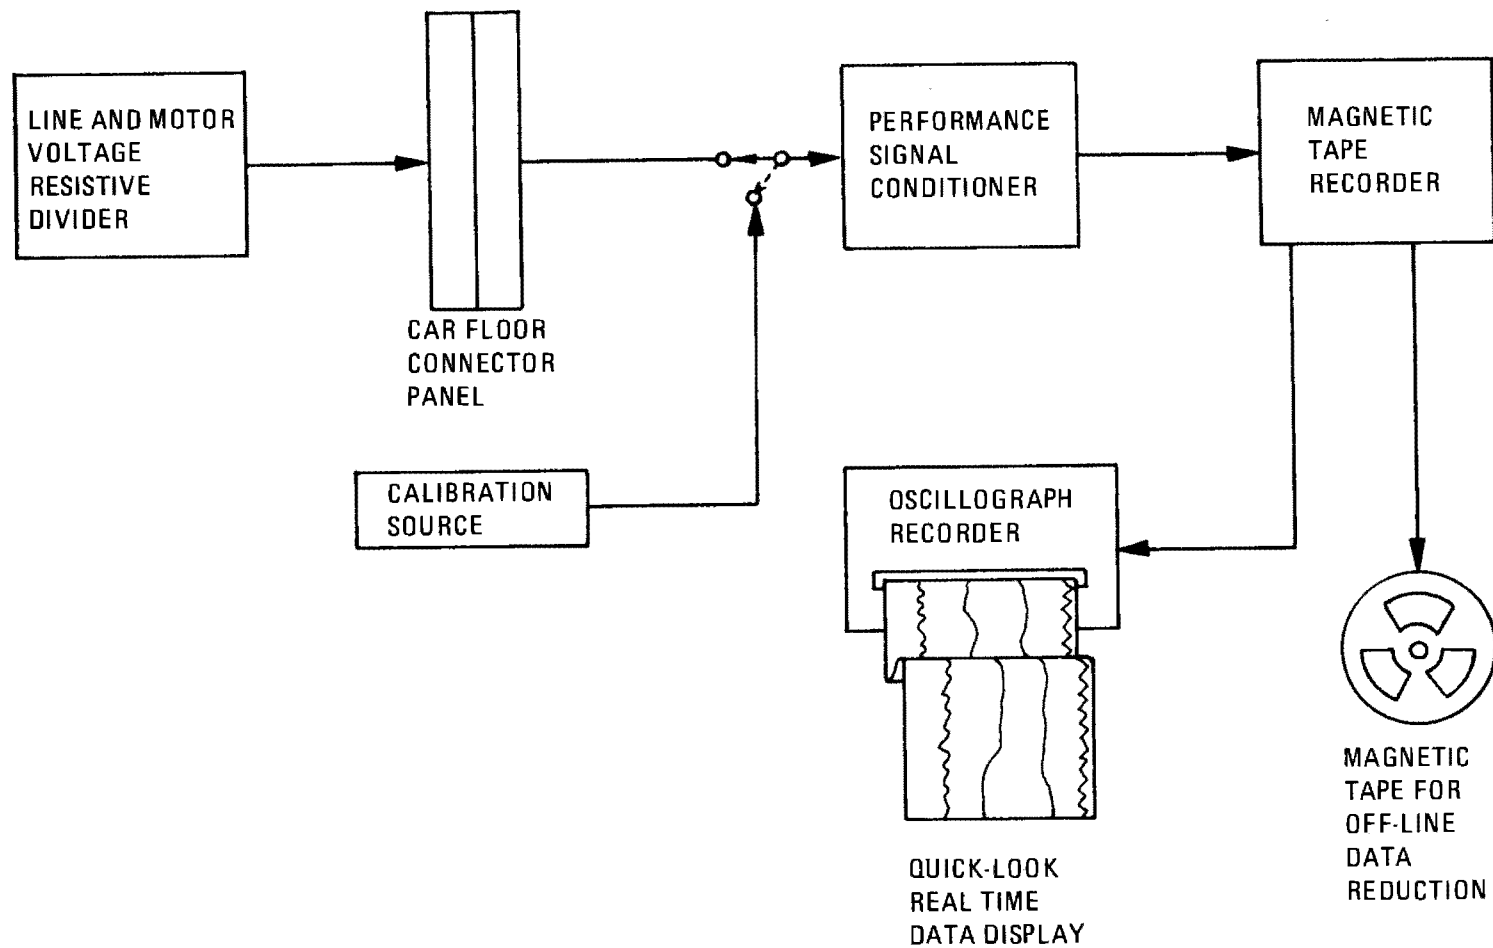 LINE AND MOTOR
VOLTAGE
RESISTIVE
DIVIDER
CAR FLOOR
CONNECTOR
PANEL
CALIBRATION
SOURCE
PERFORMANCE
SIGNAL
CONDITIONER
MAGNETIC
TAPE
RECORDER
OSCILLOGRAPH
RECORDER
QUICK-LOOK
REAL TIME
DATA DISPLAY
MAGNETIC
TAPE FOR
OFF-LINE
DATA
REDUCTION